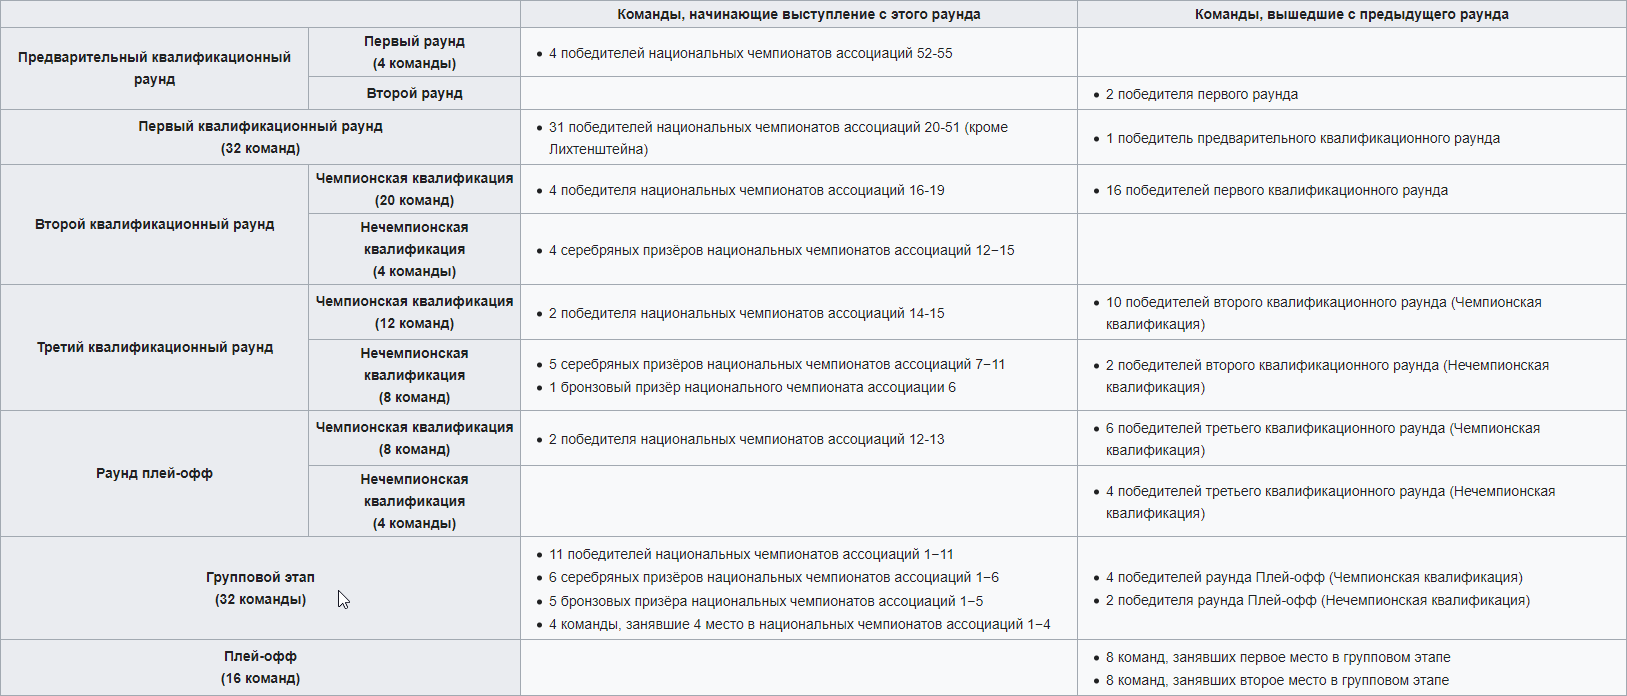 Команды, начинающие выступление с этого раунда
Команды, вышедшие с предыдущего раунда
Предварительный квалификационный
раунд
Первый раунд
(4 команды)
4 победителей национальных чемпионатов ассоциаций 52-55
Второй раунд
2 победителя первого раунда
Первый квалификационный раунд
(32 команд)
31 победителей национальных чемпионатов ассоциаций 20-51 (кроме
Лихтенштейна)
1 победитель предварительного квалификационного раунда
Второй квалификационный раунд
Чемпионская квалификация
(20 команд)
4 победителя национальных чемпионатов ассоциаций 16-19
16 победителей первого квалификационного раунда
Нечемпионская
квалификация
(4 команды)
4 серебряных призёров национальных чемпионатов ассоциаций 12–15
Третий квалификационный раунд
Чемпионская квалификация
(12 команд)
2 победителя национальных чемпионатов ассоциаций 14-15
10 победителей второго квалификационного раунда (Чемпионская
квалификация)
Нечемпионская
квалификация
(8 команд)
5 серебряных призёров национальных чемпионатов ассоциаций 7–11
1 бронзовый призёр национального чемпионата ассоциации 6
2 победителей второго квалификационного раунда (Нечемпионская
квалификация)
Раунд плей-офф
Чемпионская квалификация
(8 команд)
2 победителя национальных чемпионатов ассоциаций 12-13
6 победителей третьего квалификационного раунда (Чемпионская
квалификация)
Нечемпионская
квалификация
(4 команды)
4 победителей третьего квалификационного раунда (Нечемпионская
квалификация)
Групповой этап
(32 команды)
11 победителей национальных чемпионатов ассоциаций 1–11
6 серебряных призёров национальных чемпионатов ассоциаций 1–6
5 бронзовых призёра национальных чемпионатов ассоциаций 1–5
4 команды, занявшие 4 место в национальных чемпионатов ассоциаций 1–4
4 победителей раунда Плей-офф (Чемпионская квалификация)
2 победителя раунда Плей-офф (Нечемпионская квалификация)
Плей-офф
(16 команд)
8 команд, занявших первое место в групповом этапе
8 команд, занявших второе место в групповом этапе